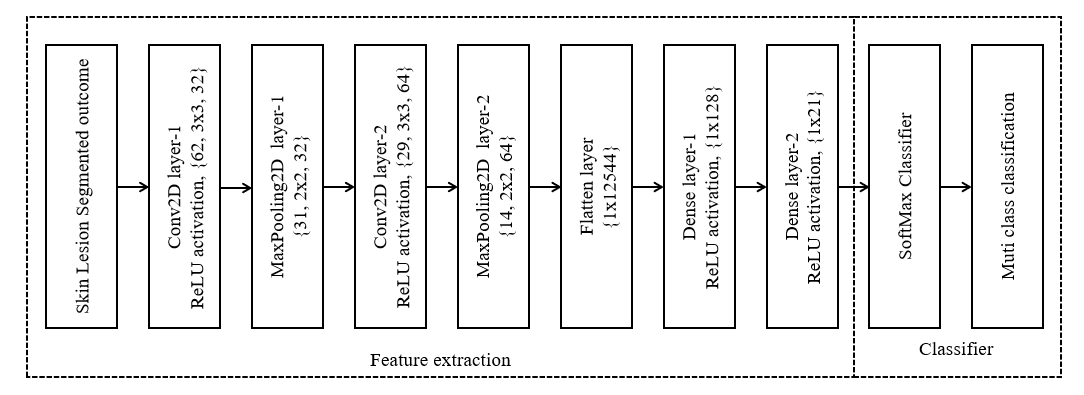 Skin Lesion Segmented outcome
Conv2D layer-1
ReLU activation, {62, 3x3, 32}
MaxPooling2D layer-1
{31, 2x2, 32}
Conv2D layer-2
ReLU activation, {29, 3x3, 64}
MaxPooling2D layer-2
{14, 2x2, 64}
Flatten layer
{1x12544}
Dense layer-1
ReLU activation, {1x128}
Dense layer-2
ReLU activation, {1x21}
SoftMax Classifier
Muti class classification
Feature extraction
Classifier